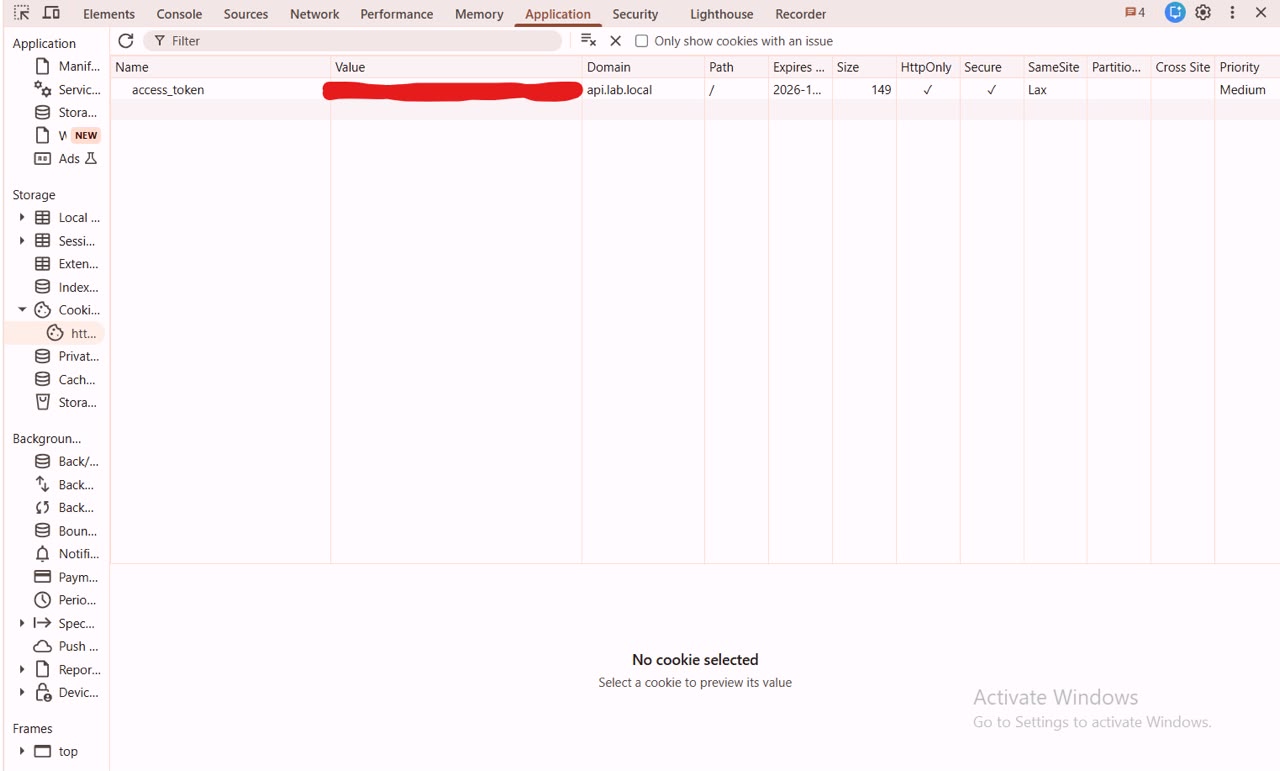 Elements Console Sources Network Performance Memory Application Security Lighthouse Recorder 4
Application
Manif...
Servic...
Stora...
W NEW
Ads
Storage
Local ...
Sessi...
Exten...
Index...
Cooki...
htt...
Privat...
Cach...
Stora...
Backgroun...
Back/...
Back...
Back...
Boun...
Notifi...
Paym...
Perio...
Spec...
Push ...
Repor...
Devic...
Frames
top
Filter Only show cookies with an issue
Name Value Domain Path Expires ... Size HttpOnly Secure SameSite Partitio... Cross Site Priority
access_token api.lab.local / 2026-1... 149 ✓ ✓ Lax Medium
No cookie selected
Select a cookie to preview its value
Activate Windows
Go to Settings to activate Windows.